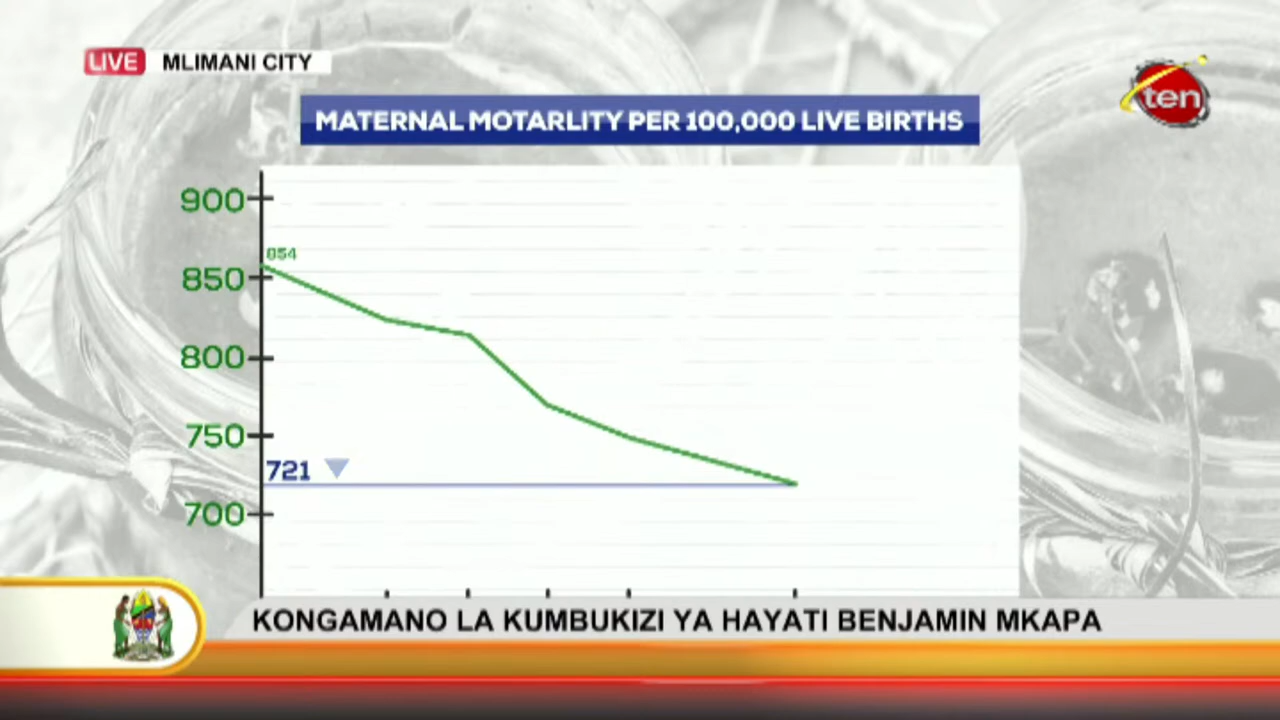 LIVE MLIMANI CITY
ten
MATERNAL MOTARLITY PER 100,000 LIVE BIRTHS
900
854
850
800
750
721
700
KONGAMANO LA KUMBUKIZI YA HAYATI BENJAMIN MKAPA